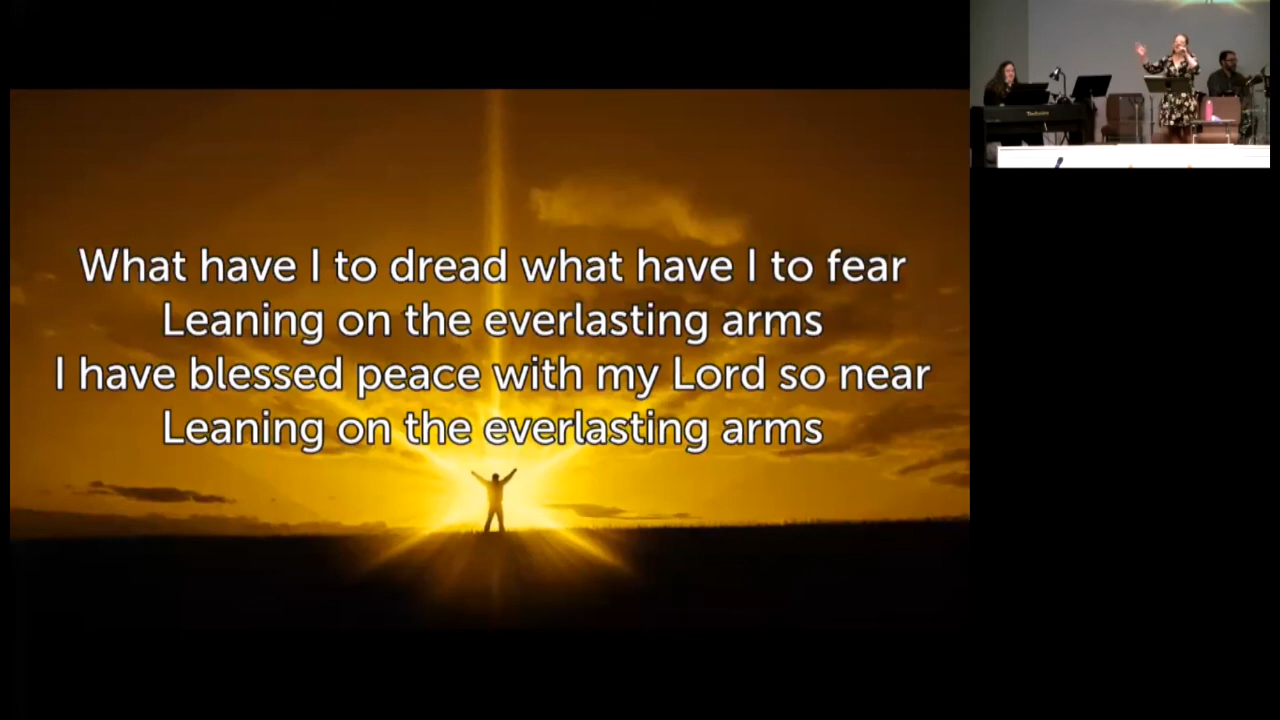 What have I to dread what have I to fear
Leaning on the everlasting arms
I have blessed peace with my Lord so near
Leaning on the everlasting arms
Technics